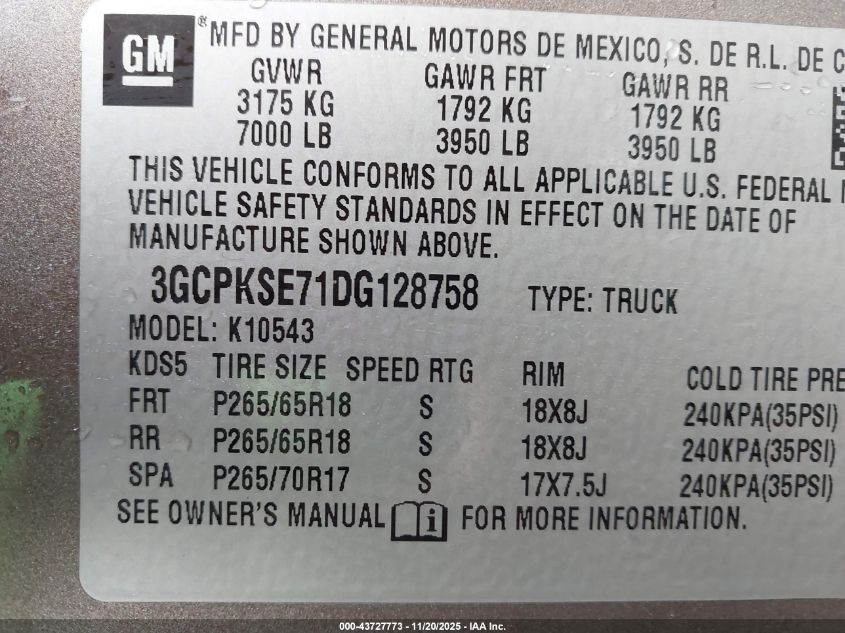 GM ® MFD BY GENERAL MOTORS DE MEXICO, S. DE R.L. DE C
GVWR GAWR FRT GAWR RR
3175 KG 1792 KG 1792 KG
7000 LB 3950 LB 3950 LB
THIS VEHICLE CONFORMS TO ALL APPLICABLE U.S. FEDERAL
VEHICLE SAFETY STANDARDS IN EFFECT ON THE DATE OF
MANUFACTURE SHOWN ABOVE.
3GCPKSE71DG128758 TYPE: TRUCK
MODEL: K10543
KDS5 TIRE SIZE SPEED RTG RIM COLD TIRE PRE
FRT P265/65R18 S 18X8J 240KPA(35PSI)
RR P265/65R18 S 18X8J 240KPA(35PSI)
SPA P265/70R17 S 17X7.5J 240KPA(35PSI)
SEE OWNER'S MANUAL i FOR MORE INFORMATION.
000-43727773 - 11/20/2025 - IAA Inc.